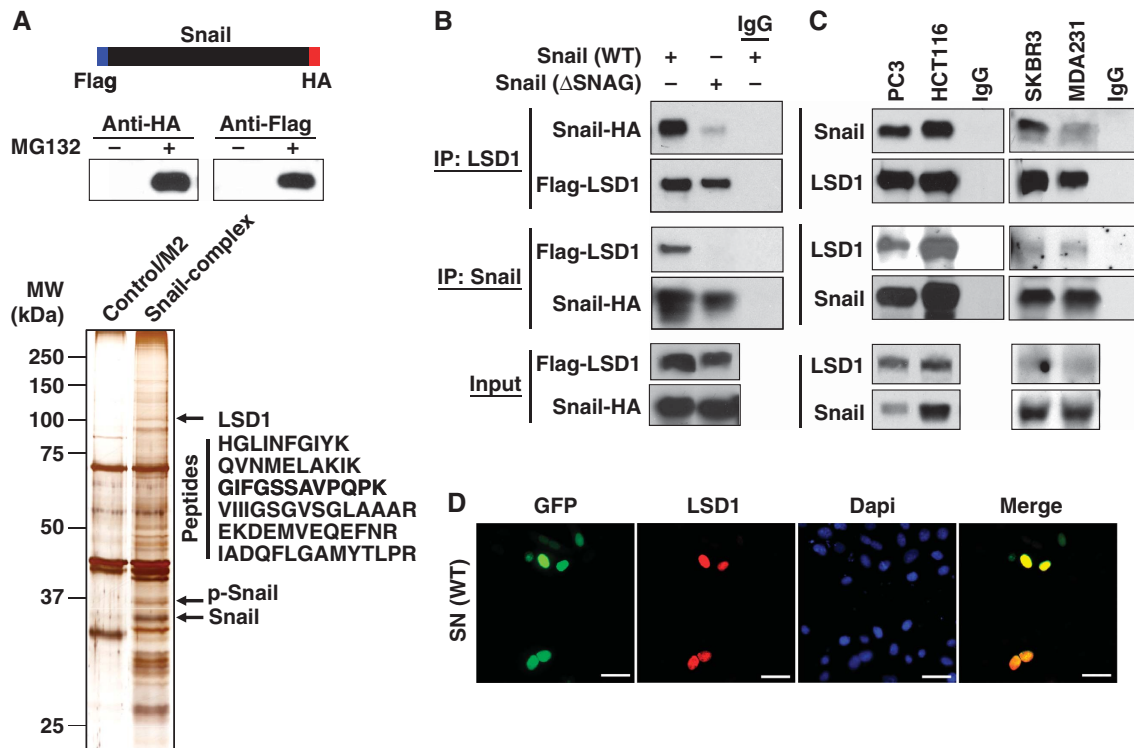 A
Snail
Flag
HA
Anti-HA Anti-Flag
MG132 – + – +
Control/M2
Snail-complex
MW
(kDa)
250
150
100
75
50
37
25
LSD1
Peptides
HGLINFGIYK
QVNMELAKIK
GIFGSSAVPQPK
VIIIGSGVSGLAAAR
EKDEMVEQEFNR
IADQFLGAMYTLPR
p-Snail
Snail
B
IgG
Snail (WT) + – +
Snail (ΔSNAG) – + –
IP: LSD1
Snail-HA
Flag-LSD1
IP: Snail
Flag-LSD1
Snail-HA
Input
Flag-LSD1
Snail-HA
C
PC3 HCT116 IgG SKBR3 MDA231 IgG
Snail
LSD1
LSD1
Snail
LSD1
Snail
D
GFP LSD1 Dapi Merge
SN (WT)